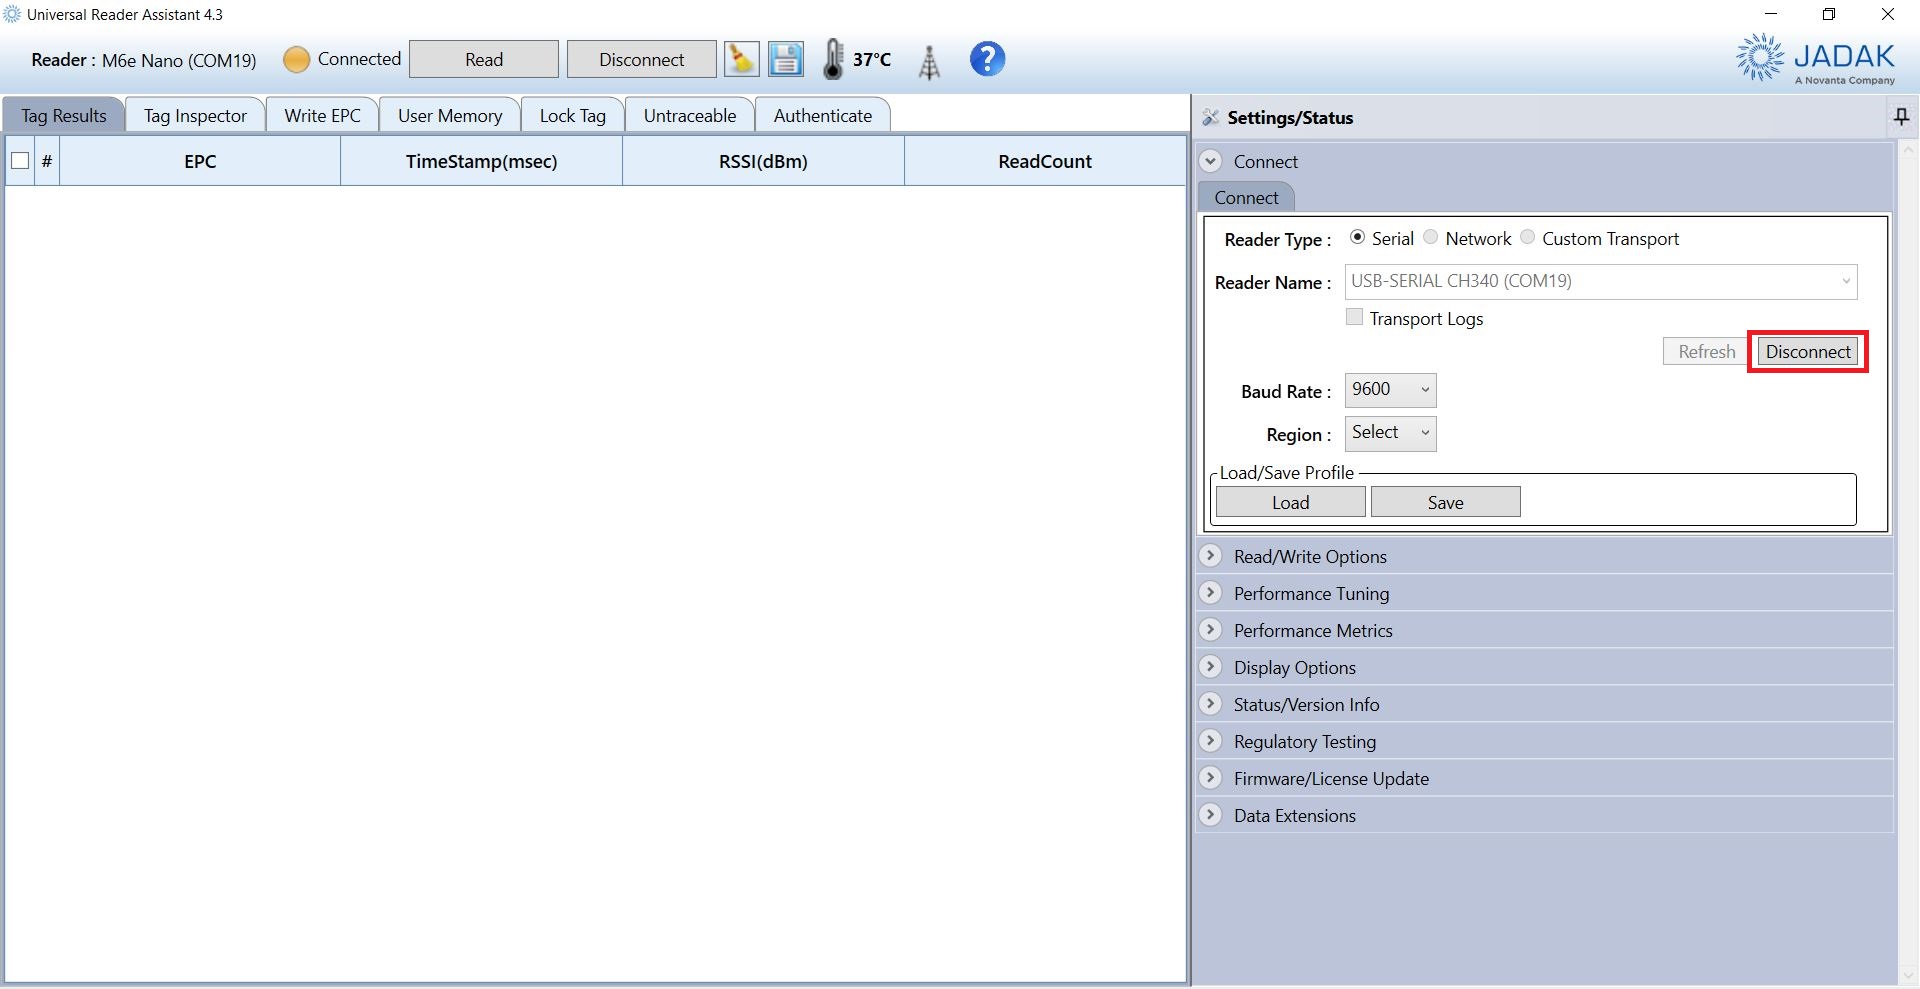 Universal Reader Assistant 4.3
Reader : M6e Nano (COM19) Connected Read Disconnect 37°C ? JADAK
A Novanta Company
Tag Results Tag Inspector Write EPC User Memory Lock Tag Untraceable Authenticate
# EPC TimeStamp(msec) RSSI(dBm) ReadCount
Settings/Status
Connect
Connect
Reader Type : Serial Network Custom Transport
Reader Name : USB-SERIAL CH340 (COM19)
Transport Logs
Refresh Disconnect
Baud Rate : 9600
Region : Select
Load/Save Profile
Load Save
Read/Write Options
Performance Tuning
Performance Metrics
Display Options
Status/Version Info
Regulatory Testing
Firmware/License Update
Data Extensions